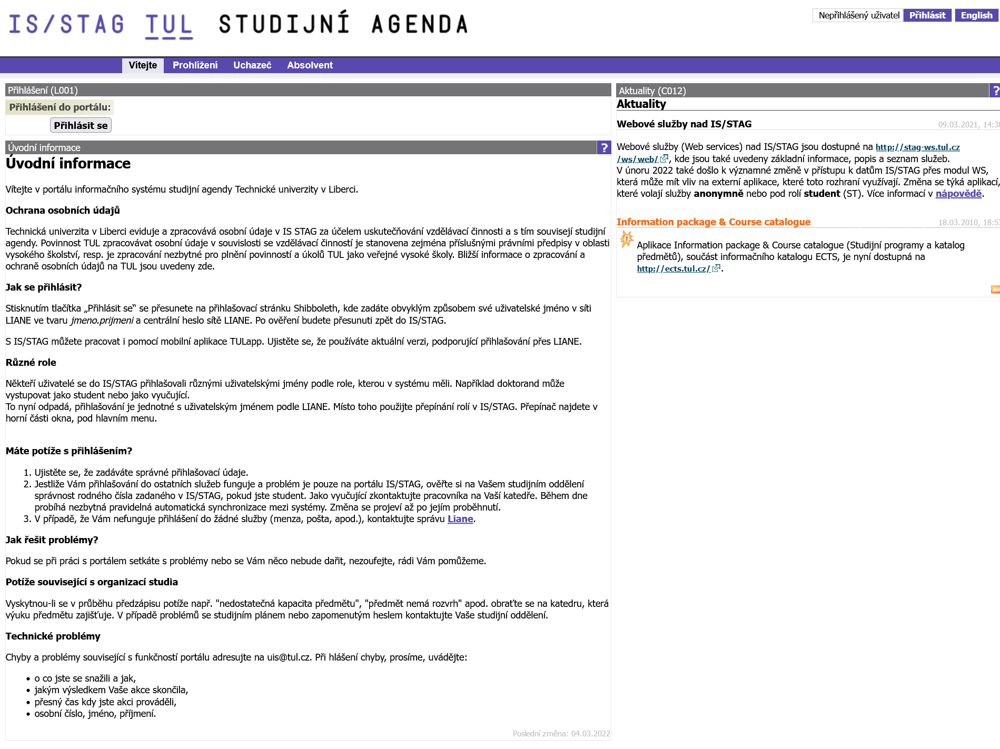 IS/STAG TUL STUDIJNÍ AGENDA
Nepřihlášený uživatel Přihlásit English
Vítejte Prohlížení Uchazeč Absolvent
Přihlášení (L001)
Přihlášení do portálu:
Přihlásit se
Úvodní informace ?
Úvodní informace
Vítejte v portálu informačního systému studijní agendy Technické univerzity v Liberci.
Ochrana osobních údajů
Technická univerzita v Liberci eviduje a zpracovává osobní údaje v IS STAG za účelem uskutečňování vzdělávací činnosti a s tím souvisejí studijní
agendy. Povinnost TUL zpracovávat osobní údaje v souvislosti se vzdělávací činností je stanovena zejména příslušnými právními předpisy v oblasti
vysokého školství, resp. je zpracování nezbytné pro plnění povinností a úkolů TUL jako veřejné vysoké školy. Bližší informace o zpracování a
ochraně osobních údajů na TUL jsou uvedeny zde.
Jak se přihlásit?
Stisknutím tlačítka „Přihlásit se“ se přesunete na přihlašovací stránku Shibboleth, kde zadáte obvyklým způsobem své uživatelské jméno v síti
LIANE ve tvaru jmeno.prijmeni a centrální heslo sítě LIANE. Po ověření budete přesunuti zpět do IS/STAG.
S IS/STAG můžete pracovat i pomocí mobilní aplikace TULapp. Ujistěte se, že používáte aktuální verzi, podporující přihlašování přes LIANE.
Různé role
Někteří uživatelé se do IS/STAG přihlašovali různými uživatelskými jmény podle role, kterou v systému měli. Například doktorand může
vystupovat jako student nebo jako vyučující.
To nyní odpadá, přihlašování je jednotné s uživatelským jménem podle LIANE. Místo toho použijte přepínání rolí v IS/STAG. Přepínač najdete v
horní části okna, pod hlavním menu.
Máte potíže s přihlášením?
1. Ujistěte se, že zadáváte správné přihlašovací údaje.
2. Jestliže Vám přihlašování do ostatních služeb funguje a problém je pouze na portálu IS/STAG, ověřte si na Vašem studijním oddělení
správnost rodného čísla zadaného v IS/STAG, pokud jste student. Jako vyučující zkontaktujte pracovníka na Vaší katedře. Během dne
probíhá nezbytná pravidelná automatická synchronizace mezi systémy. Změna se projeví až po jejím proběhnutí.
3. V případě, že Vám nefunguje přihlášení do žádné služby (menza, pošta, apod.), kontaktujte správu Liane.
Jak řešit problémy?
Pokud se při práci s portálem setkáte s problémy nebo se Vám něco nebude dařit, nezoufejte, rádi Vám pomůžeme.
Potíže související s organizací studia
Vyskytnou-li se v průběhu předzápisu potíže např. "nedostatečná kapacita předmětu", "předmět nemá rozvrh" apod. obraťte se na katedru, která
výuku předmětu zajišťuje. V případě problémů se studijním plánem nebo zapomenutým heslem kontaktujte Vaše studijní oddělení.
Technické problémy
Chyby a problémy související s funkčností portálu adresujte na uis@tul.cz. Při hlášení chyby, prosíme, uvádějte:
• o co jste se snažili a jak,
• jakým výsledkem Vaše akce skončila,
• přesný čas kdy jste akci prováděli,
• osobní číslo, jméno, příjmení.
Poslední změna: 04.03.2022
Aktuality (C012) ?
Aktuality
Webové služby nad IS/STAG 09.03.2021, 14:38
Webové služby (Web services) nad IS/STAG jsou dostupné na http://stag-ws.tul.cz
/ws/web/, kde jsou také uvedeny základní informace, popis a seznam služeb.
V únoru 2022 také došlo k významné změně v přístupu k datům IS/STAG přes modul WS,
která může mít vliv na externí aplikace, které toto rozhraní využívají. Změna se týká aplikací,
které volají služby anonymně nebo pod rolí student (ST). Více informací v nápovědě.
Information package & Course catalogue 18.03.2010, 18:53
Aplikace Information package & Course catalogue (Studijní programy a katalog
předmětů), součást informačního katalogu ECTS, je nyní dostupná na
http://ects.tul.cz/.
RSS